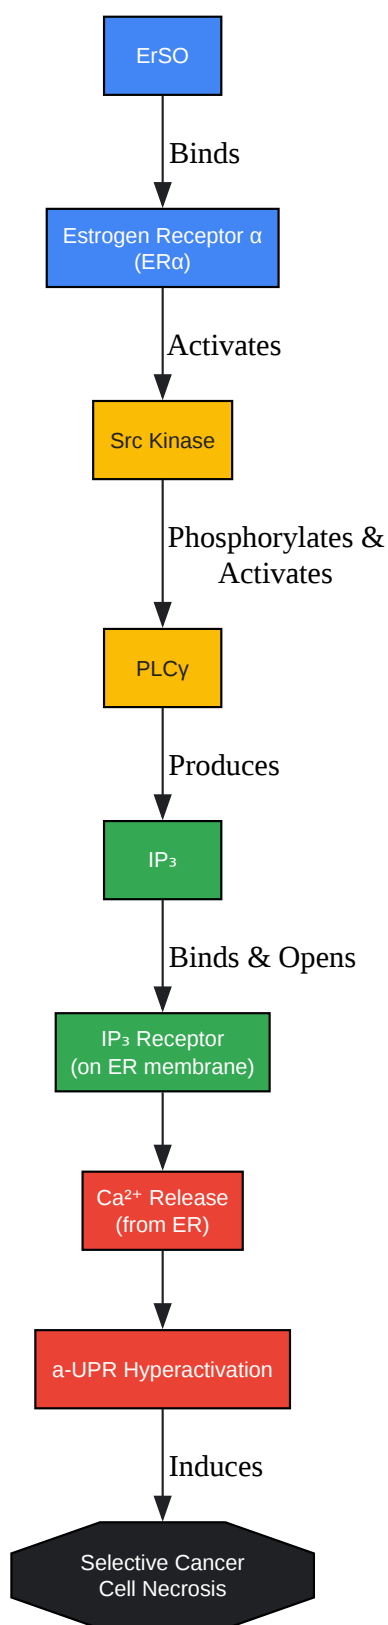 ErSO
Binds
Estrogen Receptor α
(ERα)
Activates
Src Kinase
Phosphorylates &
Activates
PLCγ
Produces
IP₃
Binds & Opens
IP₃ Receptor
(on ER membrane)
Ca²⁺ Release
(from ER)
a-UPR Hyperactivation
Induces
Selective Cancer
Cell Necrosis